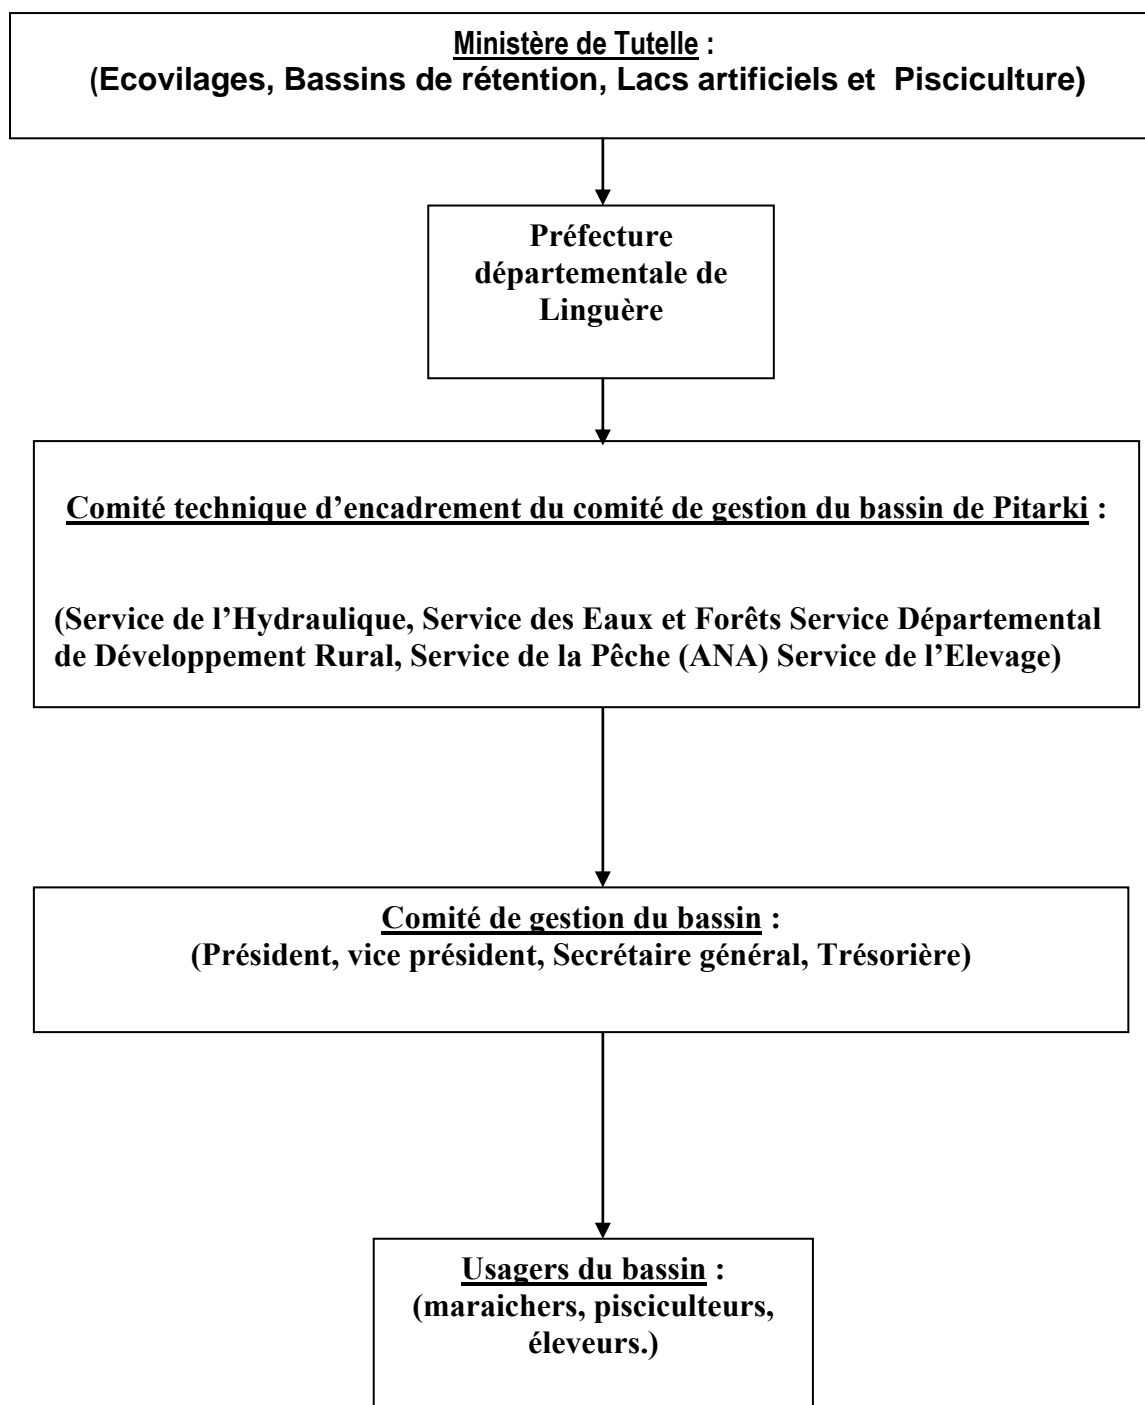 Ministère de Tutelle :
(Ecovilages, Bassins de rétention, Lacs artificiels et Pisciculture)
Préfecture
départementale de
Linguère
Comité technique d’encadrement du comité de gestion du bassin de Pitarki :
(Service de l’Hydraulique, Service des Eaux et Forêts Service Départemental
de Développement Rural, Service de la Pêche (ANA) Service de l’Elevage)
Comité de gestion du bassin :
(Président, vice président, Secrétaire général, Trésorière)
Usagers du bassin :
(maraichers, pisciculteurs,
éleveurs.)